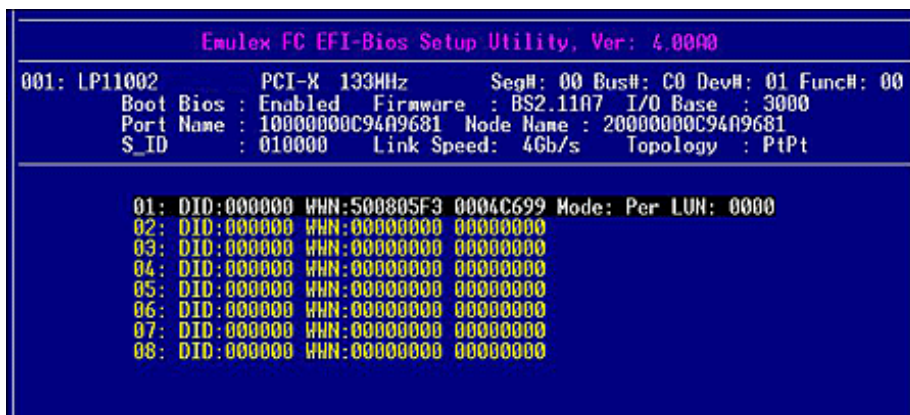 Emulex FC EFI-Bios Setup Utility, Ver: 4.00A0
001: LP11002 PCI-X 133MHz Seg#: 00 Bus#: C0 Dev#: 01 Func#: 00
Boot Bios : Enabled Firmware : BS2.11A7 I/O Base : 3000
Port Name : 10000000C94A9681 Node Name : 20000000C94A9681
S_ID : 010000 Link Speed: 4Gb/s Topology : PtPt
01: DID:000000 WWN:500805F3 0004C699 Mode: Per LUN: 0000
02: DID:000000 WWN:00000000 00000000
03: DID:000000 WWN:00000000 00000000
04: DID:000000 WWN:00000000 00000000
05: DID:000000 WWN:00000000 00000000
06: DID:000000 WWN:00000000 00000000
07: DID:000000 WWN:00000000 00000000
08: DID:000000 WWN:00000000 00000000